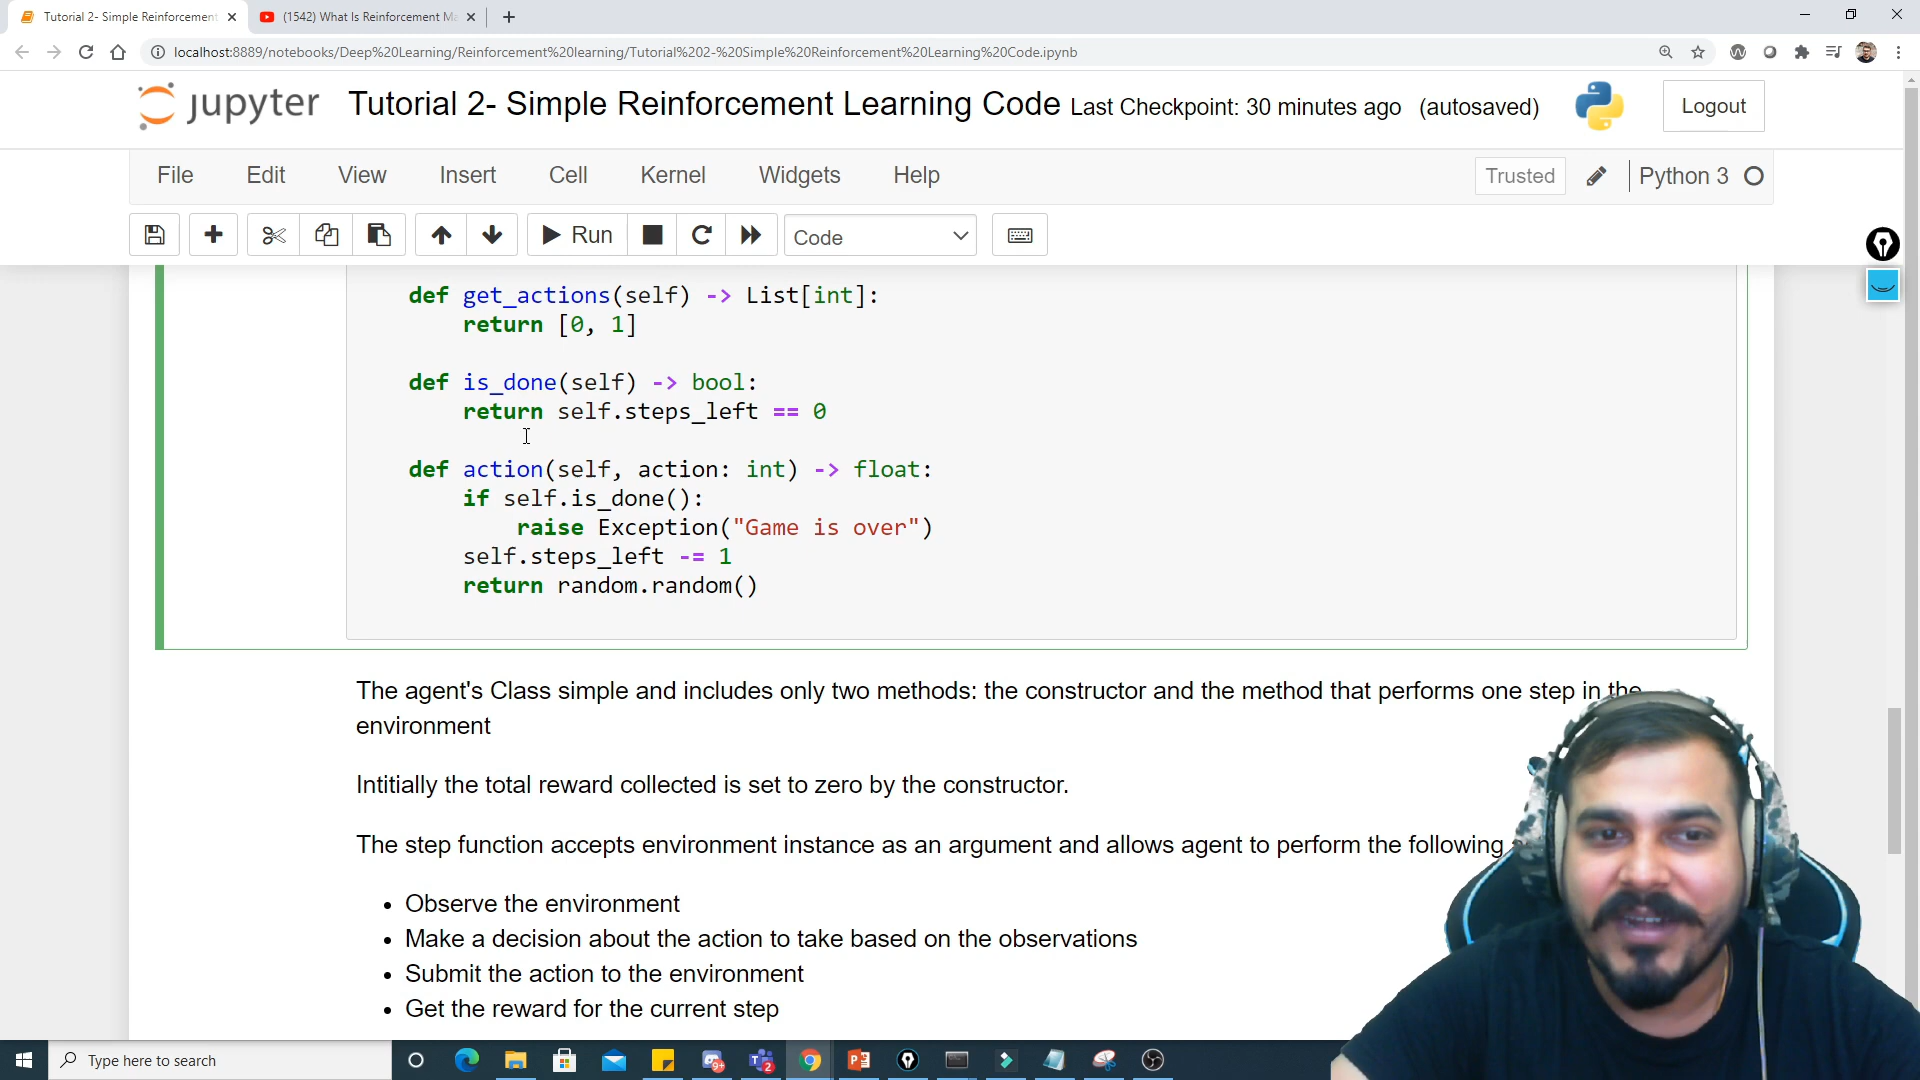 Tutorial 2- Simple Reinforcement
(1542) What Is Reinforcement Ma
localhost:8889/notebooks/Deep%20Learning/Reinforcement%20learning/Tutorial%202-%20Simple%20Reinforcement%20Learning%20Code.ipynb
jupyter Tutorial 2- Simple Reinforcement Learning Code Last Checkpoint: 30 minutes ago (autosaved)
Logout
File Edit View Insert Cell Kernel Widgets Help
Trusted
Python 3
Run
Code
def get_actions(self) -> List[int]:
return [0, 1]
def is_done(self) -> bool:
return self.steps_left == 0
def action(self, action: int) -> float:
if self.is_done():
raise Exception("Game is over")
self.steps_left -= 1
return random.random()
The agent's Class simple and includes only two methods: the constructor and the method that performs one step in the
environment
Intitially the total reward collected is set to zero by the constructor.
The step function accepts environment instance as an argument and allows agent to perform the following
• Observe the environment
• Make a decision about the action to take based on the observations
• Submit the action to the environment
• Get the reward for the current step
Type here to search
9+
2